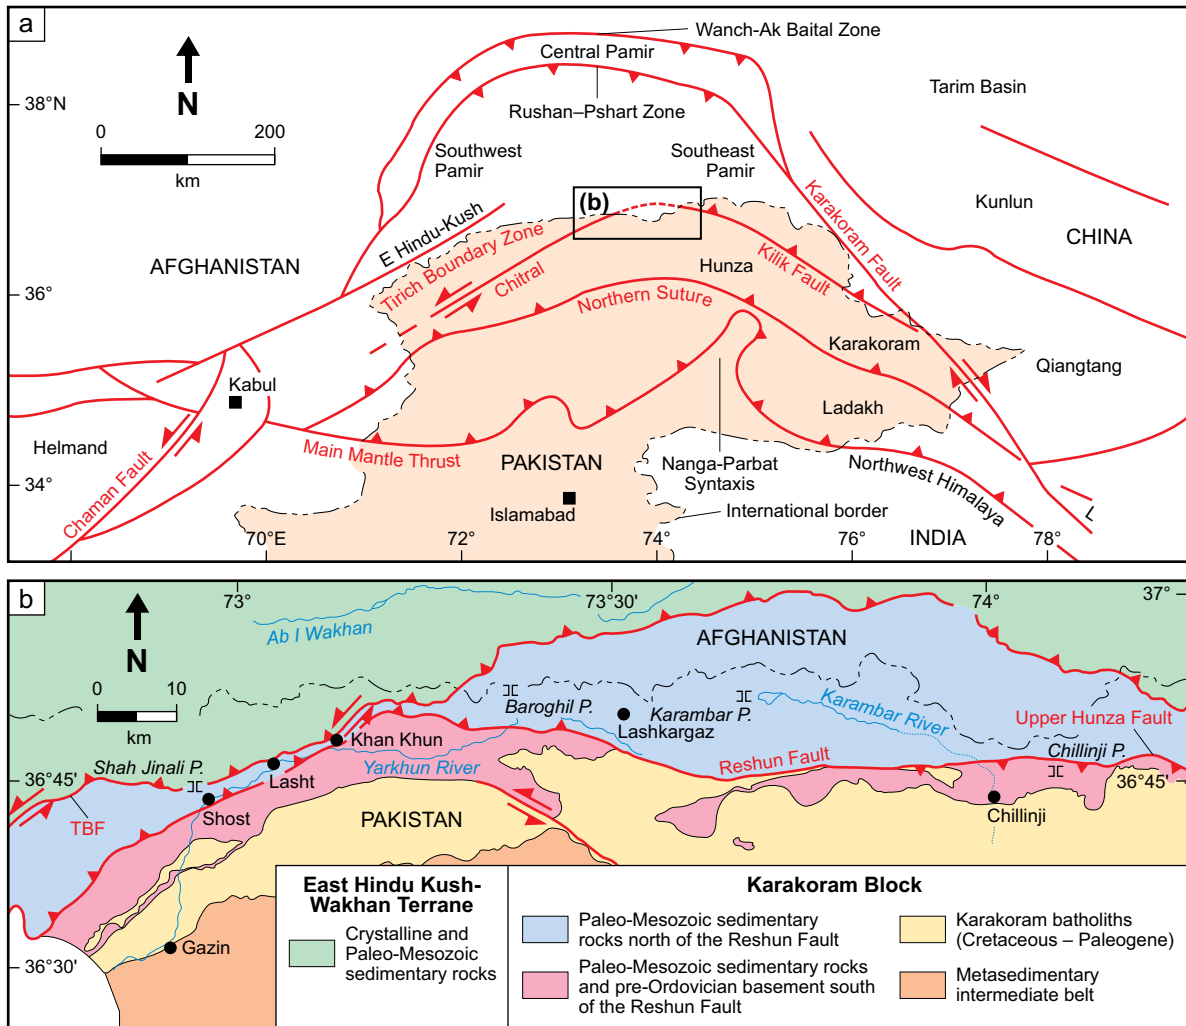 a
Wanch-Ak Baital Zone
Central Pamir
N
38°N
Tarim Basin
0
200
km
Rushan–Pshart Zone
Southwest
Pamir
Southeast
Pamir
(b)
Karakoram Fault
Kunlun
E Hindu-Kush
CHINA
AFGHANISTAN
Tirich Boundary Zone
Chitral
Hunza
Kilik Fault
36°
Northern Suture
Karakoram
Qiangtang
Kabul
Ladakh
Helmand
Chaman Fault
Main Mantle Thrust
PAKISTAN
Nanga-Parbat
Syntaxis
Northwest Himalaya
34°
Islamabad
International border
L
INDIA
70°E
72°
74°
76°
78°
b
73°
73°30'
74°
37°
Ab I Wakhan
N
AFGHANISTAN
0
10
km
Baroghil P.
Karambar P.
Karambar River
Lashkargaz
Upper Hunza Fault
Khan Khun
Chillinji P.
Shah Jinali P.
Lasht
Yarkhun River
Reshun Fault
36°45'
36°45'
TBF
Shost
PAKISTAN
Chillinji
Gazin
36°30'
East Hindu Kush-
Wakhan Terrane
Crystalline and
Paleo-Mesozoic
sedimentary
rocks
Karakoram Block
Paleo-Mesozoic sedimentary
rocks north of the Reshun Fault
Paleo-Mesozoic sedimentary rocks
and pre-Ordovician basement south
of the Reshun Fault
Karakoram batholiths
(Cretaceous – Paleogene)
Metasedimentary
intermediate belt